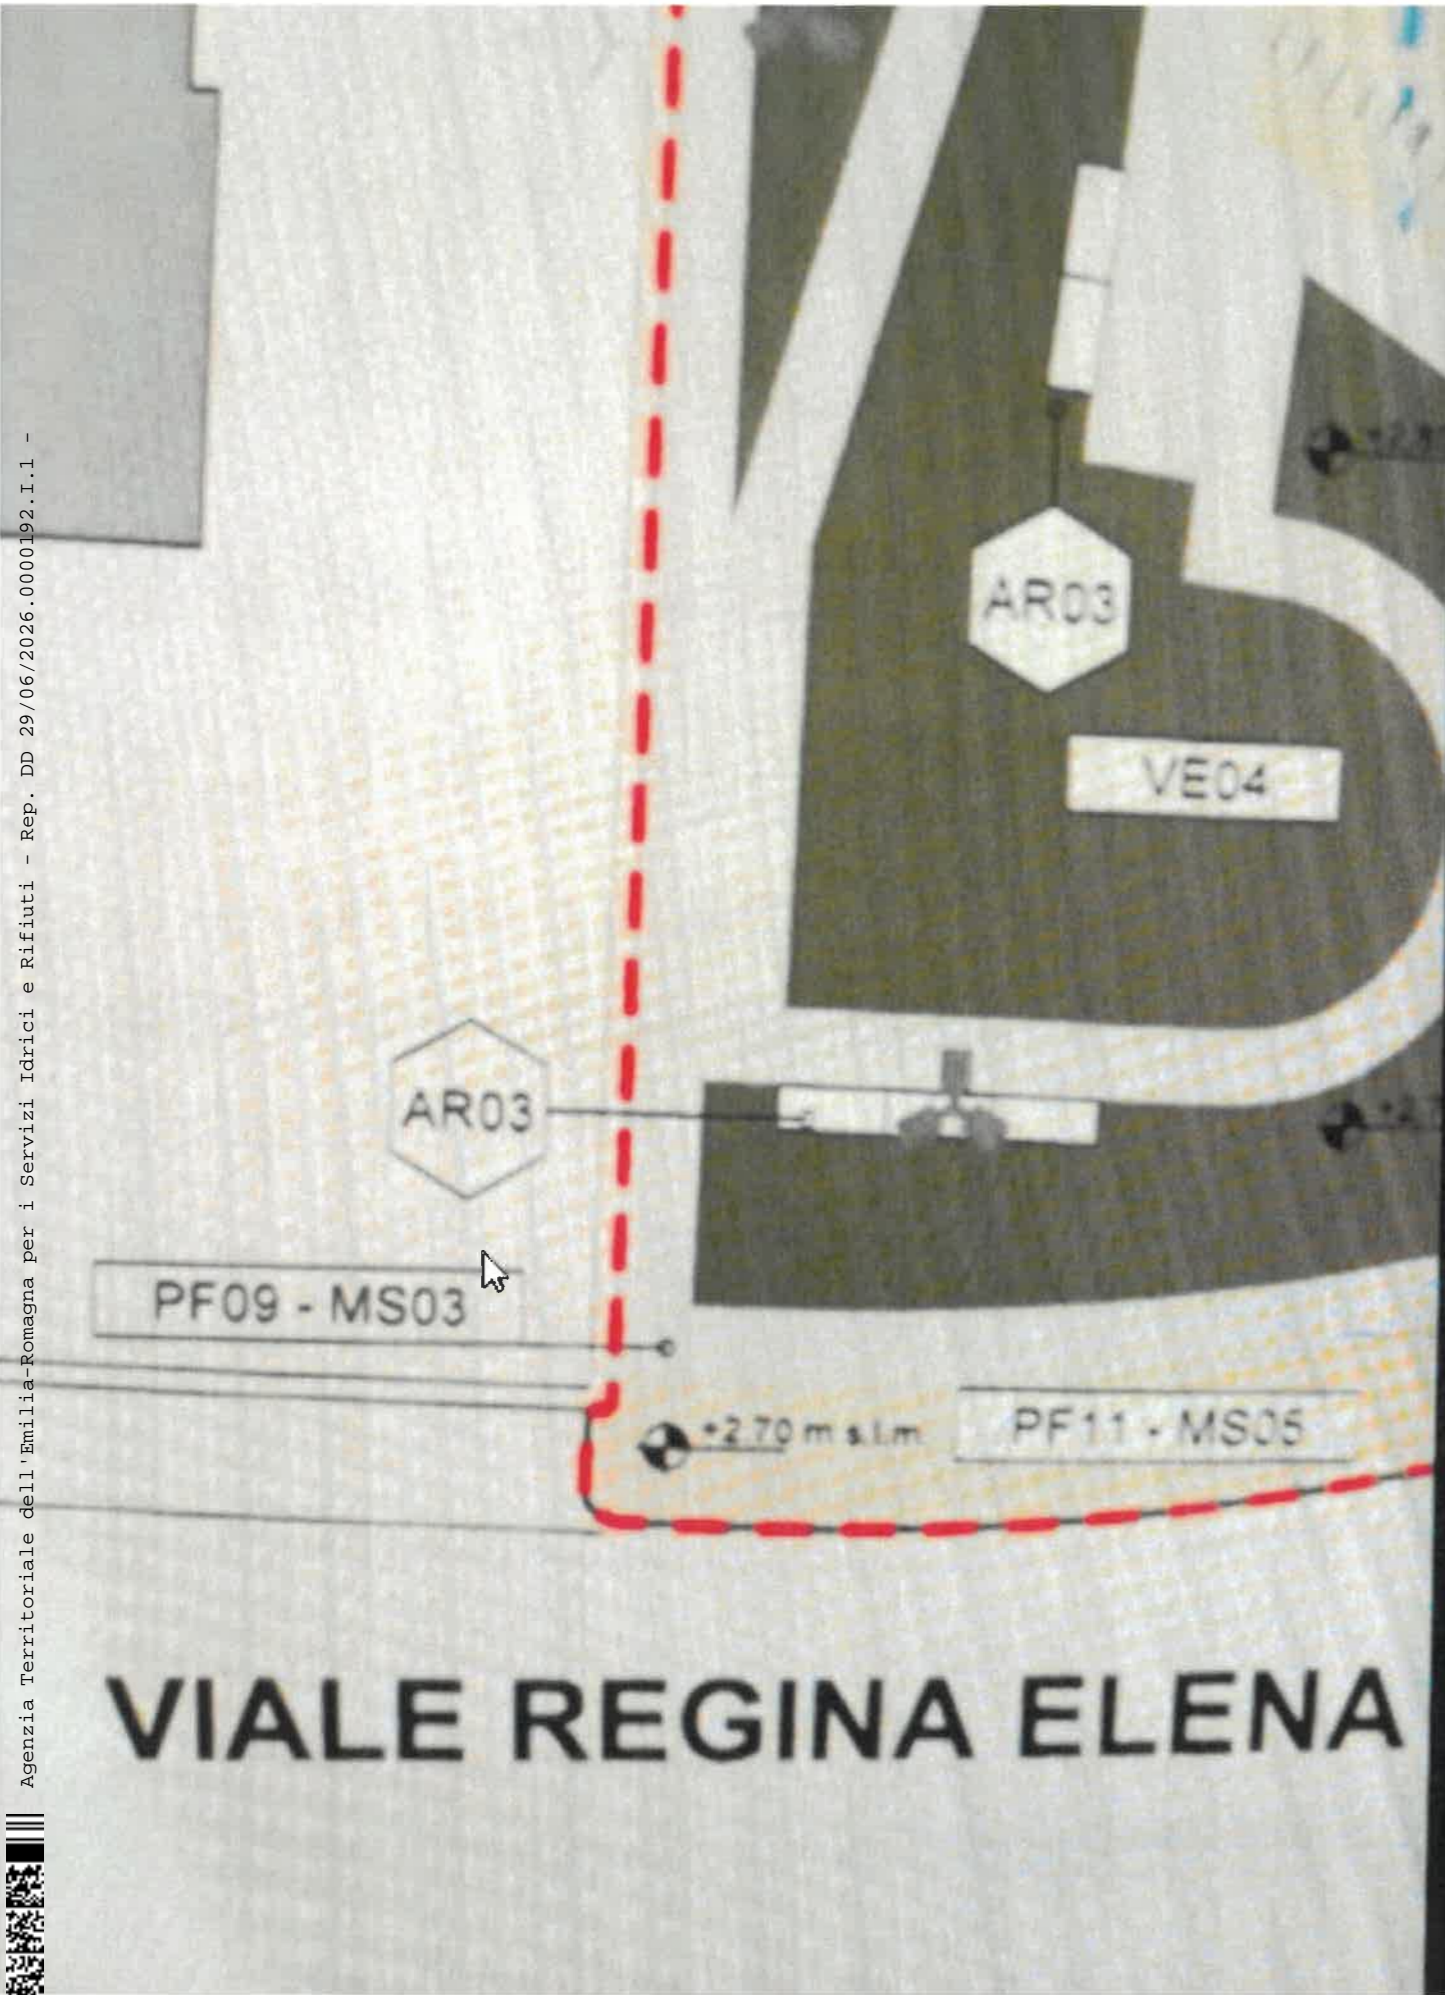 AR03
VE04
AR03
PF09 - MS03
+2.70 m s.l.m.
PF11 - MS05
VIALE REGINA ELENA
Agenzia Territoriale dell'Emilia-Romagna per i Servizi Idrici e Rifiuti - Rep. DD 29/06/2026.0000192.I.1 -